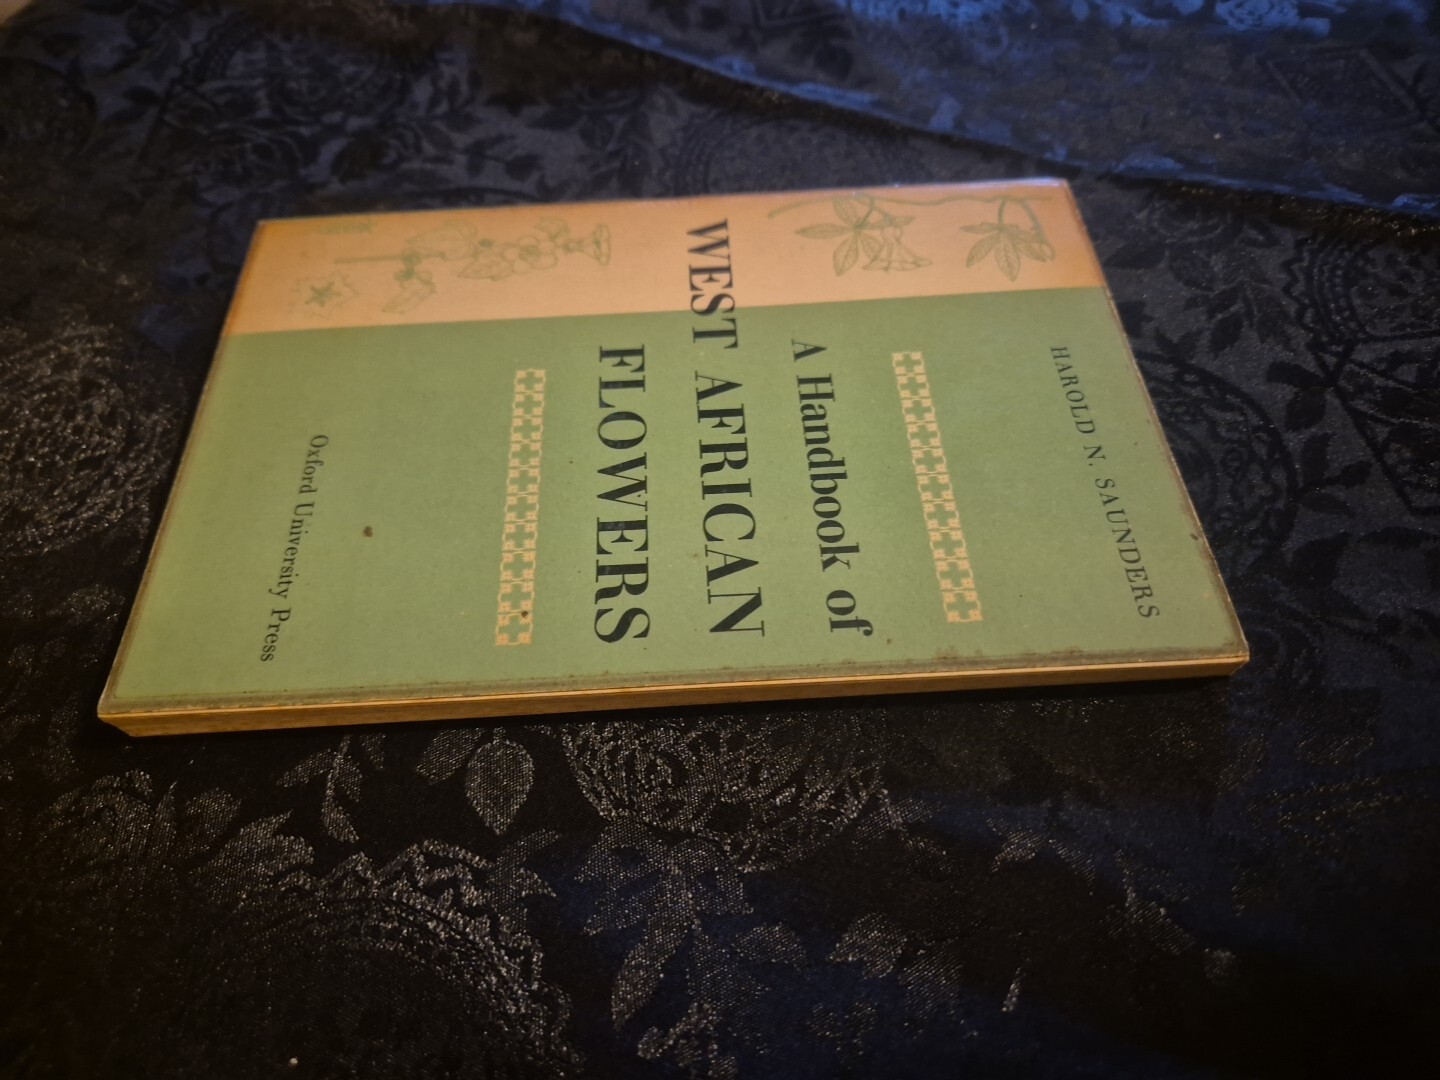 HAROLD N. SAUNDERS
A Handbook of
WEST AFRICAN
FLOWERS
Oxford University Press